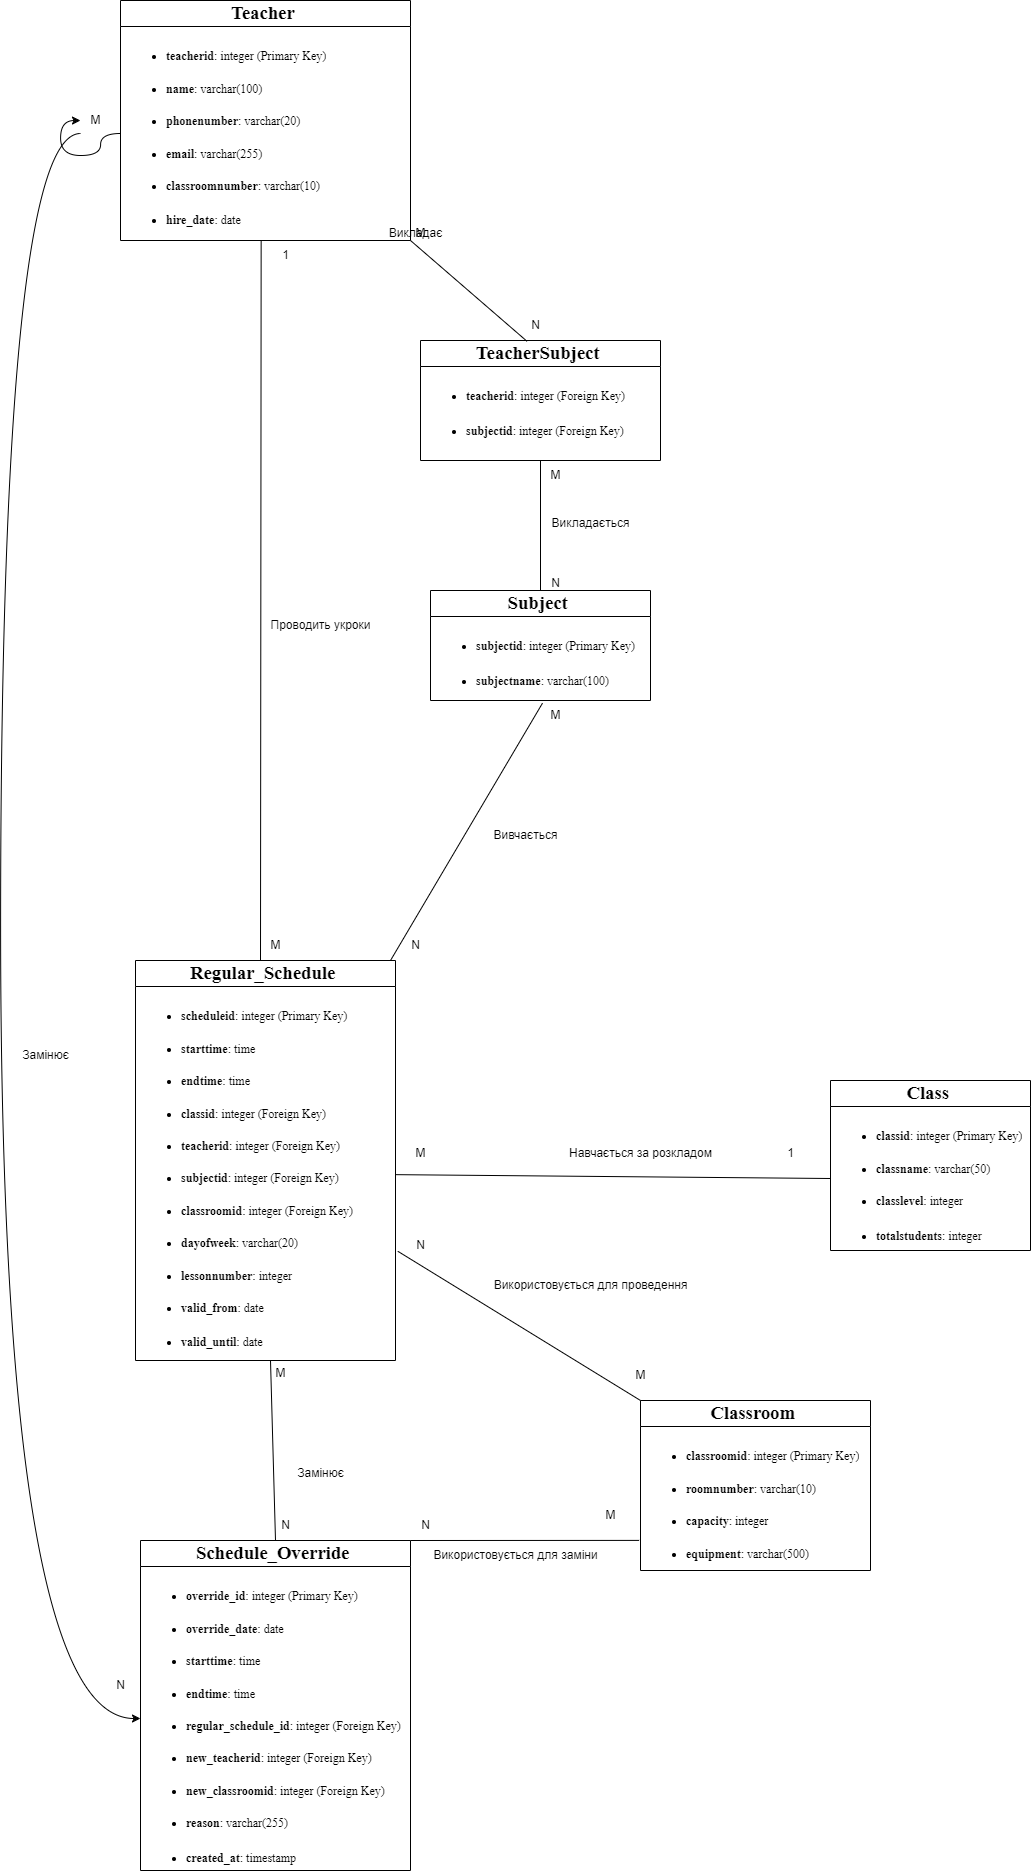 Teacher
teacherid: integer (Primary Key)
name: varchar(100)
M
phonenumber: varchar(20)
email: varchar(255)
classroomnumber: varchar(10)
hire_date: date
Викладає
M
1
N
TeacherSubject
teacherid: integer (Foreign Key)
subjectid: integer (Foreign Key)
M
Викладається
N
Subject
Проводить укроки
subjectid: integer (Primary Key)
subjectname: varchar(100)
M
Вивчається
M
N
Regular_Schedule
scheduleid: integer (Primary Key)
starttime: time
Замінює
endtime: time
classid: integer (Foreign Key)
teacherid: integer (Foreign Key)
subjectid: integer (Foreign Key)
classroomid: integer (Foreign Key)
dayofweek: varchar(20)
lessonnumber: integer
valid_from: date
valid_until: date
M
Навчається за розкладом
1
Class
classid: integer (Primary Key)
classname: varchar(50)
classlevel: integer
totalstudents: integer
N
Використовується для проведення
M
M
Classroom
classroomid: integer (Primary Key)
roomnumber: varchar(10)
capacity: integer
equipment: varchar(500)
Замінює
N
N
M
Використовується для заміни
Schedule_Override
override_id: integer (Primary Key)
override_date: date
starttime: time
N
endtime: time
regular_schedule_id: integer (Foreign Key)
new_teacherid: integer (Foreign Key)
new_classroomid: integer (Foreign Key)
reason: varchar(255)
created_at: timestamp